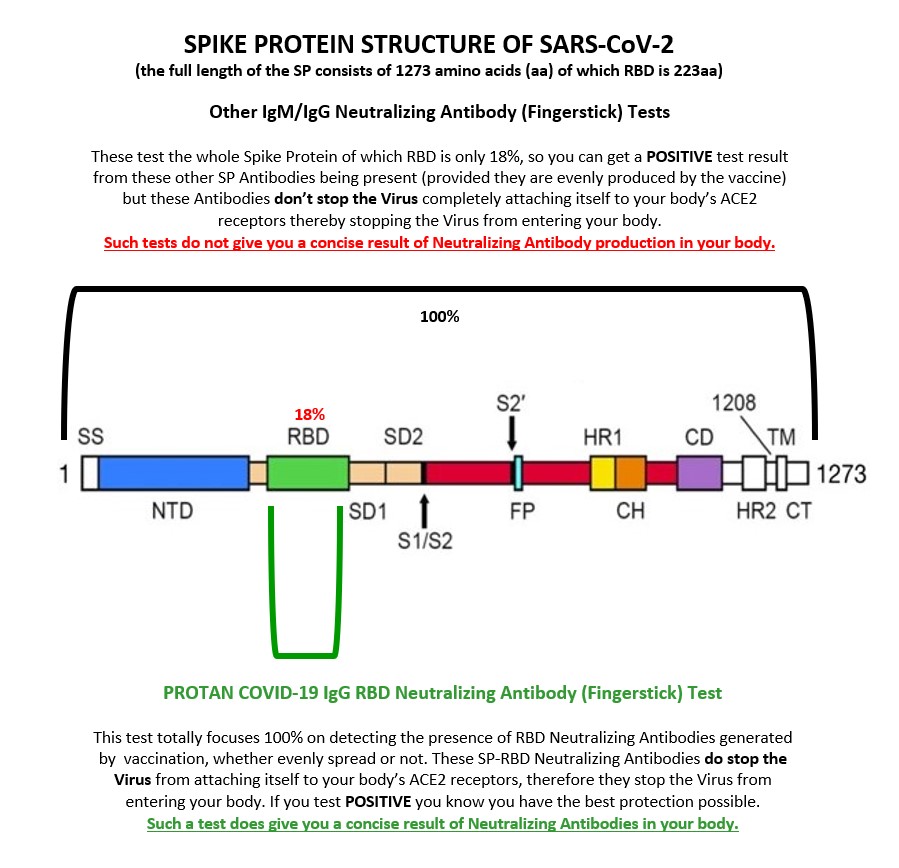 SPIKE PROTEIN STRUCTURE OF SARS-CoV-2
(the full length of the SP consists of 1273 amino acids (aa) of which RBD is 223aa)
Other IgM/IgG Neutralizing Antibody (Fingerstick) Tests
These test the whole Spike Protein of which RBD is only 18%, so you can get a POSITIVE test result
from these other SP Antibodies being present (provided they are evenly produced by the vaccine)
but these Antibodies don't stop the Virus completely attaching itself to your body's ACE2
receptors thereby stopping the Virus from entering your body.
Such tests do not give you a concise result of Neutralizing Antibody production in your body.
100%
18%
S2′
1208
SS RBD SD2 HR1 CD TM
1 1273
NTD SD1 FP CH HR2 CT
S1/S2
PROTAN COVID-19 IgG RBD Neutralizing Antibody (Fingerstick) Test
This test totally focuses 100% on detecting the presence of RBD Neutralizing Antibodies generated
by vaccination, whether evenly spread or not. These SP-RBD Neutralizing Antibodies do stop the
Virus from attaching itself to your body's ACE2 receptors, therefore they stop the Virus from
entering your body. If you test POSITIVE you know you have the best protection possible.
Such a test does give you a concise result of Neutralizing Antibodies in your body.